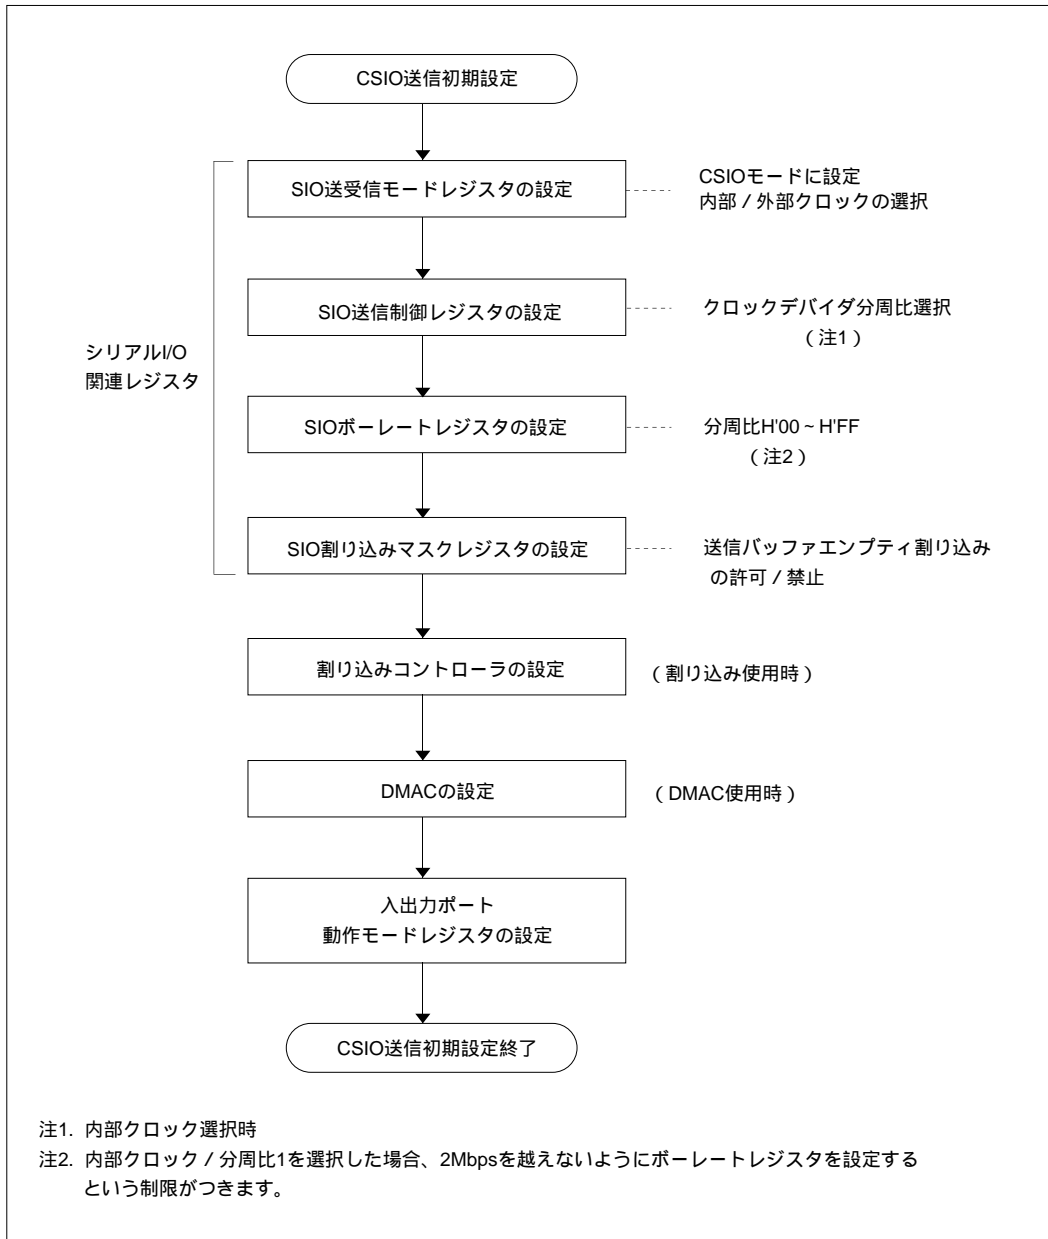 CSIO送信初期設定
SIO送受信モードレジスタの設定
CSIOモードに設定
内部 / 外部クロックの選択
SIO送信制御レジスタの設定
クロックデバイダ分周比選択
( 注1 )
シリアルI/O
関連レジスタ
SIOボーレートレジスタの設定
分周比H'00 ~ H'FF
( 注2 )
SIO割り込みマスクレジスタの設定
送信バッファエンプティ割り込み
の許可 / 禁止
割り込みコントローラの設定
( 割り込み使用時 )
DMACの設定
( DMAC使用時 )
入出力ポート
動作モードレジスタの設定
CSIO送信初期設定終了
注1. 内部クロック選択時
注2. 内部クロック / 分周比1を選択した場合、2Mbpsを越えないようにボーレートレジスタを設定する
という制限がつきます。